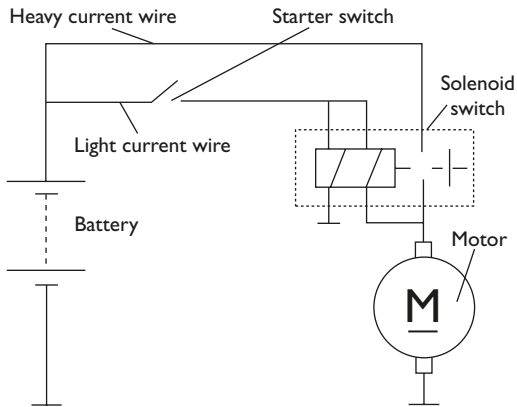 Heavy current wire
Starter switch
Solenoid
switch
Light current wire
Battery
Motor
M